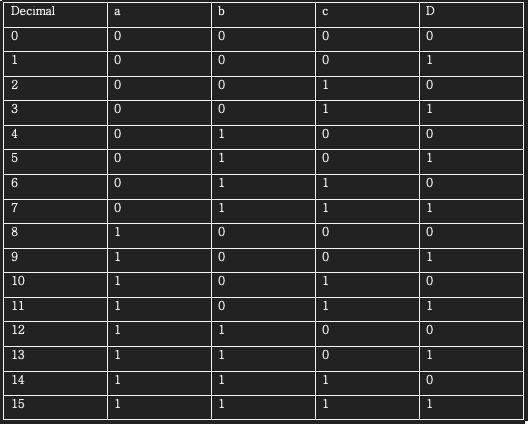 Decimal a b c D
0 0 0 0 0
1 0 0 0 1
2 0 0 1 0
3 0 0 1 1
4 0 1 0 0
5 0 1 0 1
6 0 1 1 0
7 0 1 1 1
8 1 0 0 0
9 1 0 0 1
10 1 0 1 0
11 1 0 1 1
12 1 1 0 0
13 1 1 0 1
14 1 1 1 0
15 1 1 1 1